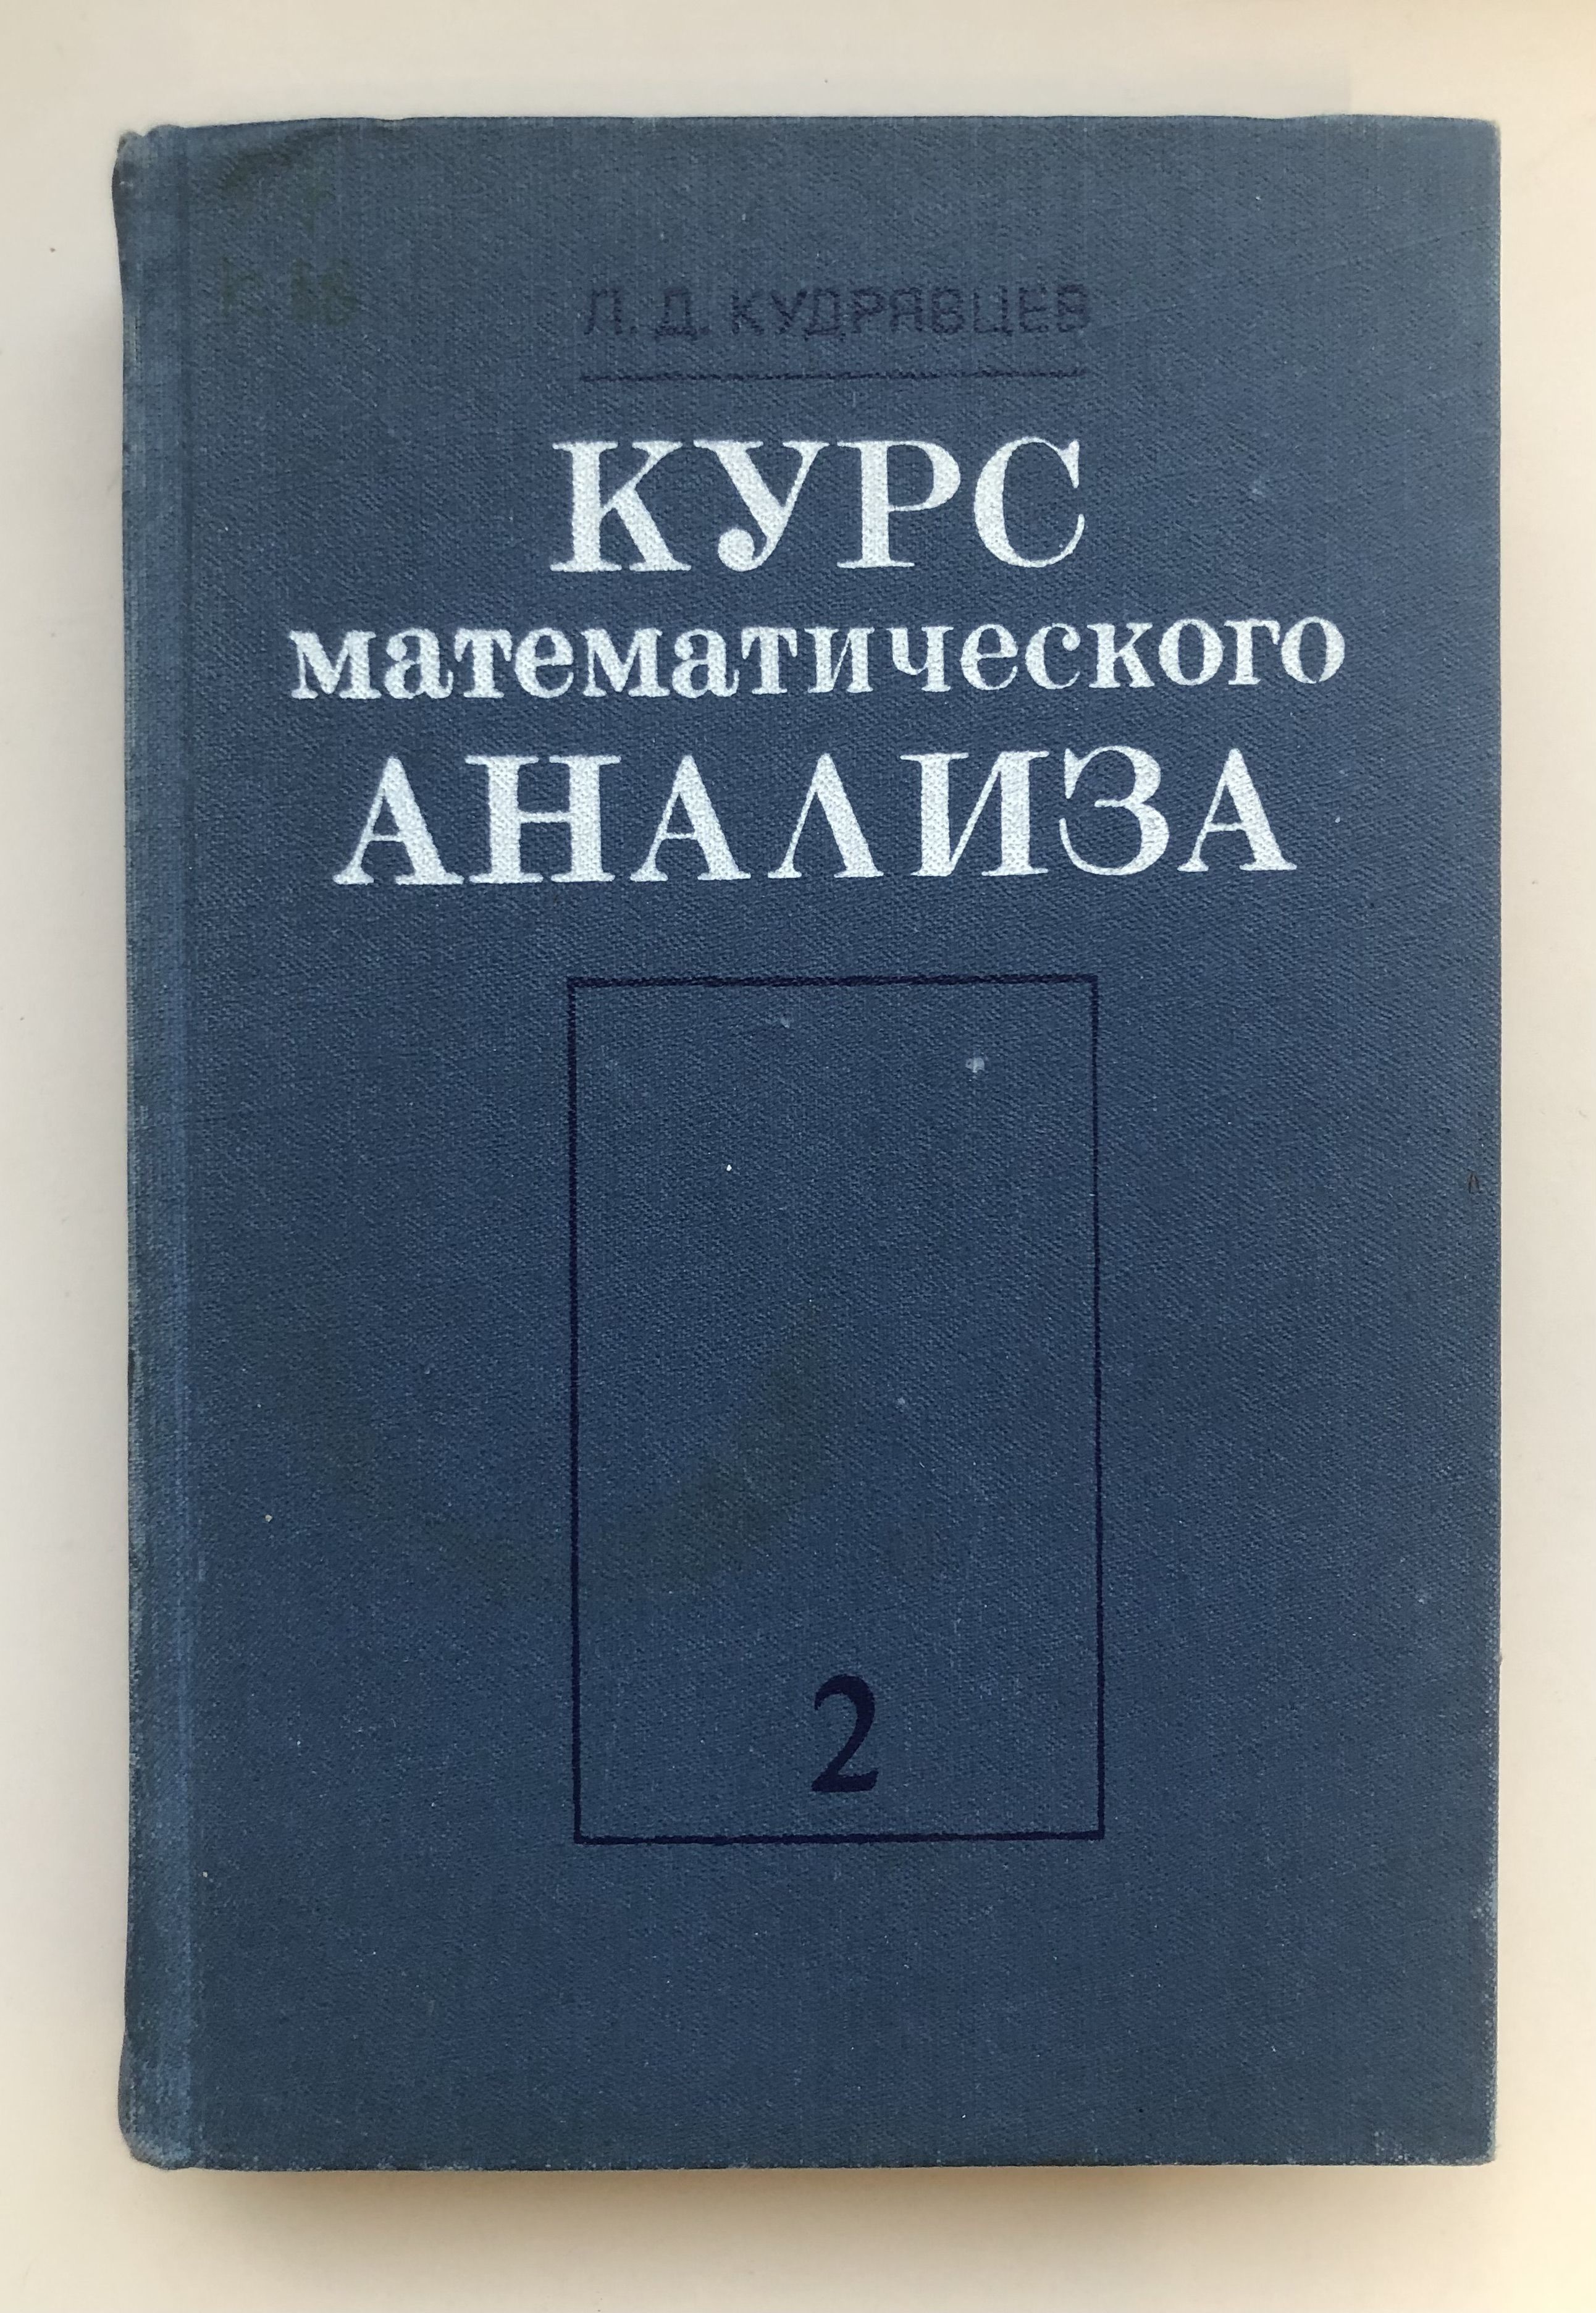 Л. Д. КУДРЯВЦЕВ
КУРС
математического
АНАЛИЗА
2